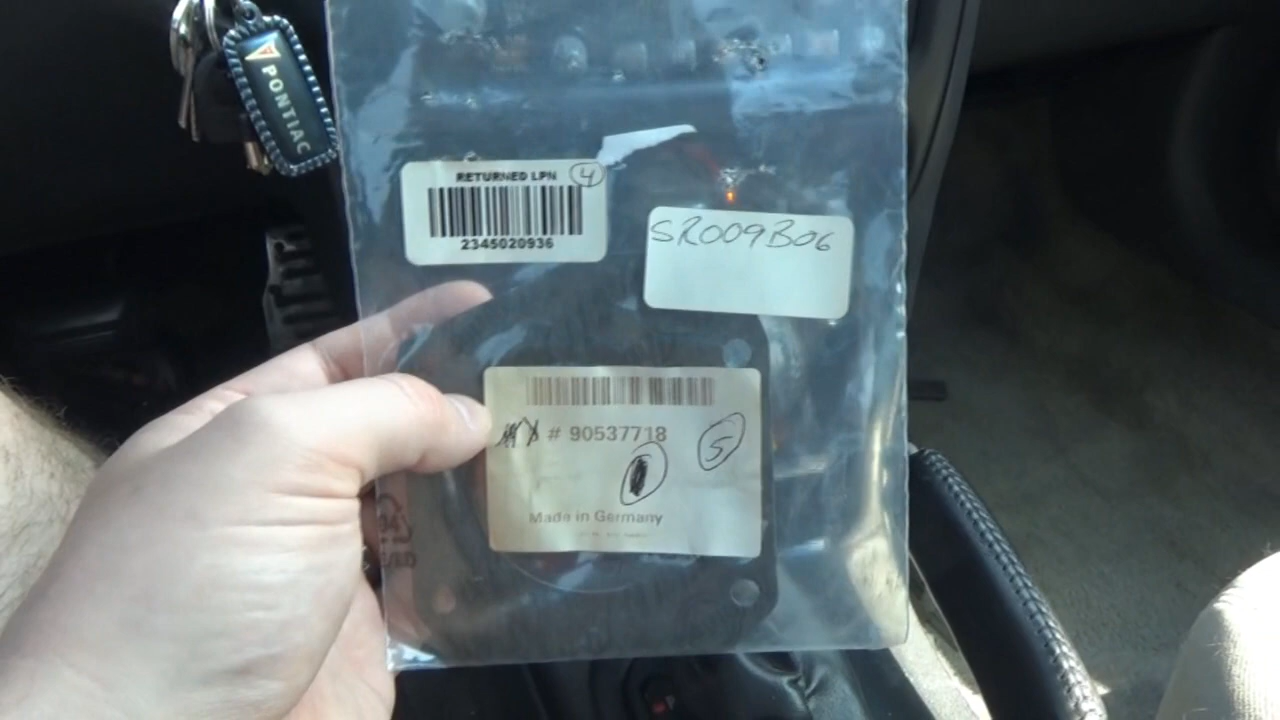 PONTIAC
RETURNED LPN 4
2345020936
SR009B06
# 90537718
5
Made in Germany